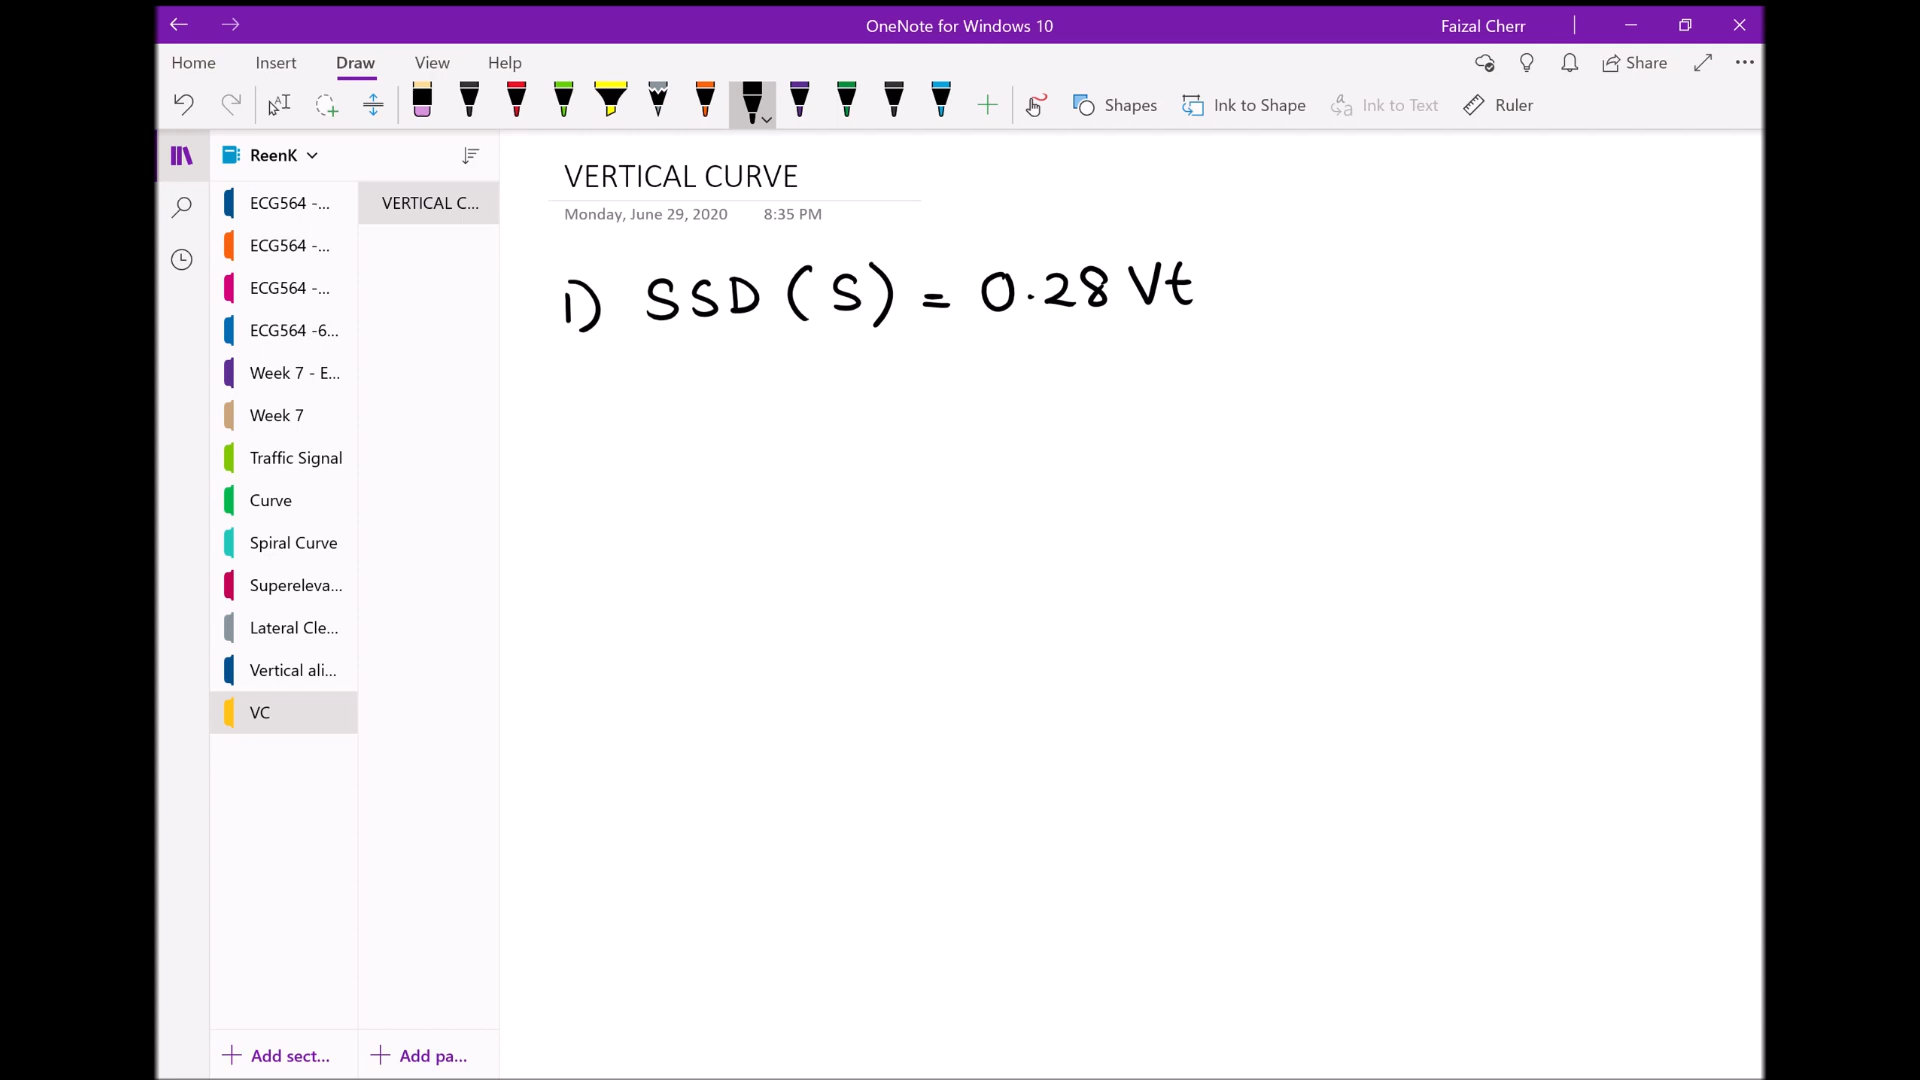 OneNote for Windows 10
Faizal Cherr
Home Insert Draw View Help
Share
Shapes Ink to Shape Ink to Text Ruler
ReenK
ECG564 -...
ECG564 -...
ECG564 -...
ECG564 -6...
Week 7 - E...
Week 7
Traffic Signal
Curve
Spiral Curve
Supereleva...
Lateral Cle...
Vertical ali...
VC
Add sect...
VERTICAL C...
Add pa...
VERTICAL CURVE
Monday, June 29, 2020 8:35 PM
1) SSD (S) = 0.28 Vt